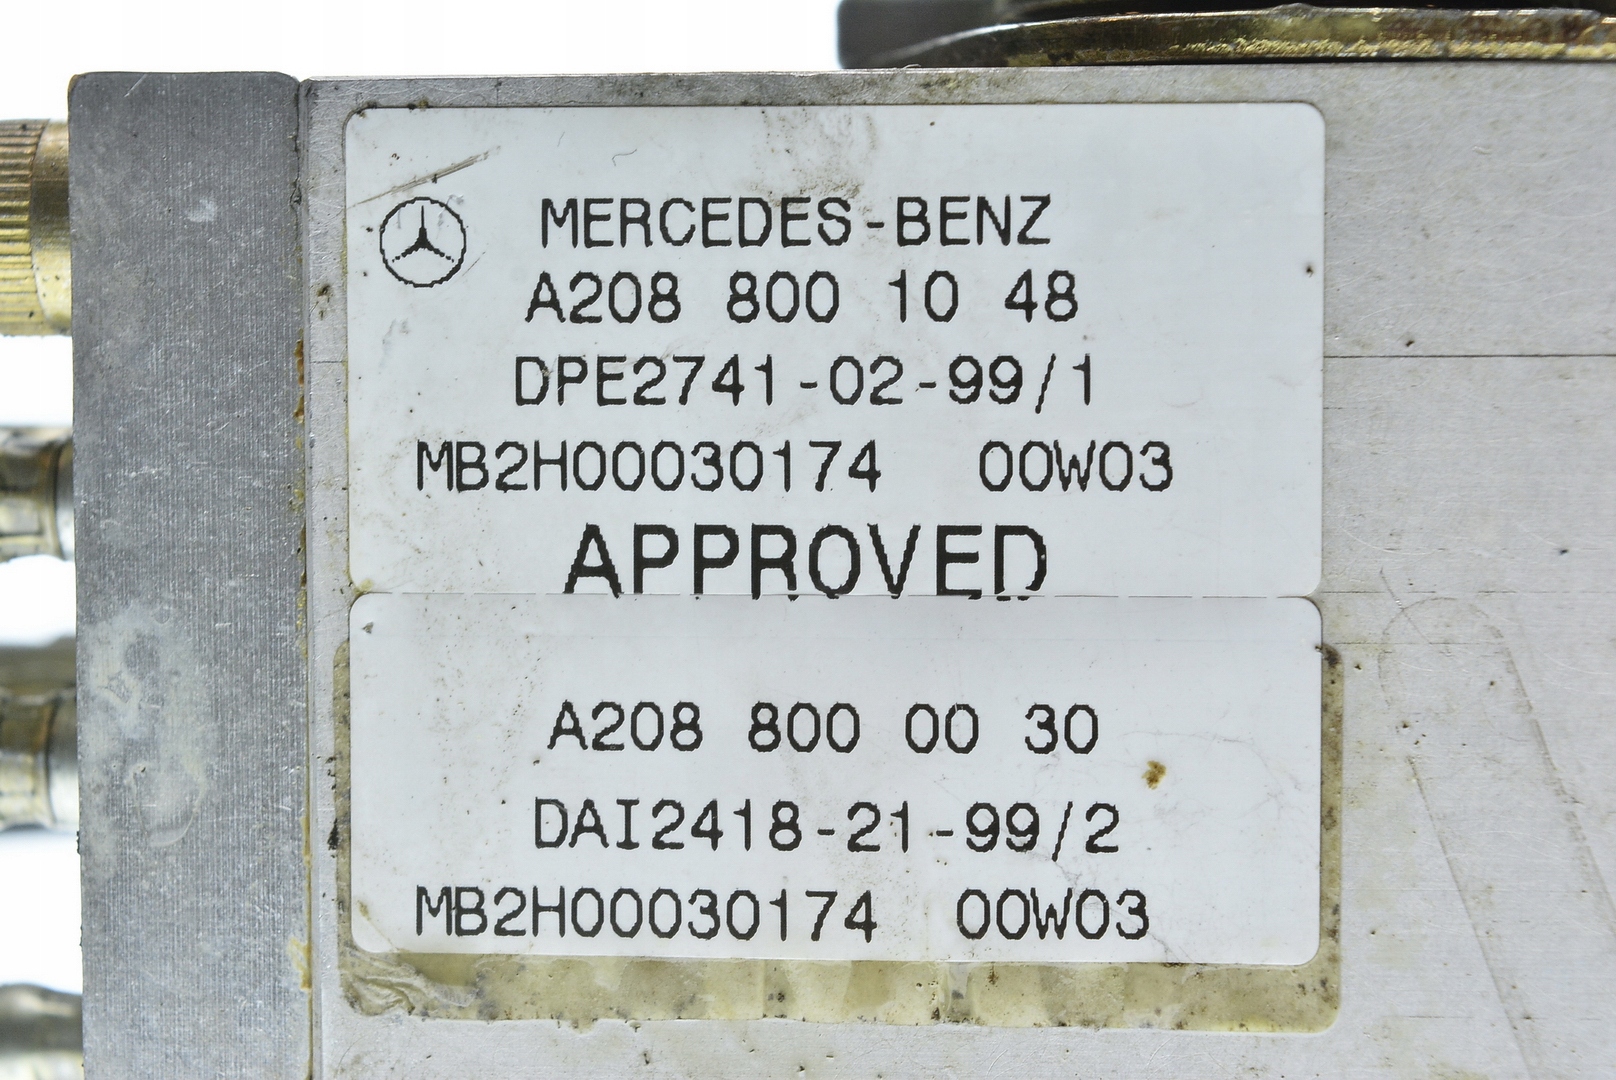 MERCEDES-BENZ
A208 800 10 48
DPE2741-02-99/1
MB2H00030174 00W03
APPROVED
A208 800 00 30
DAI2418-21-99/2
MB2H00030174 00W03